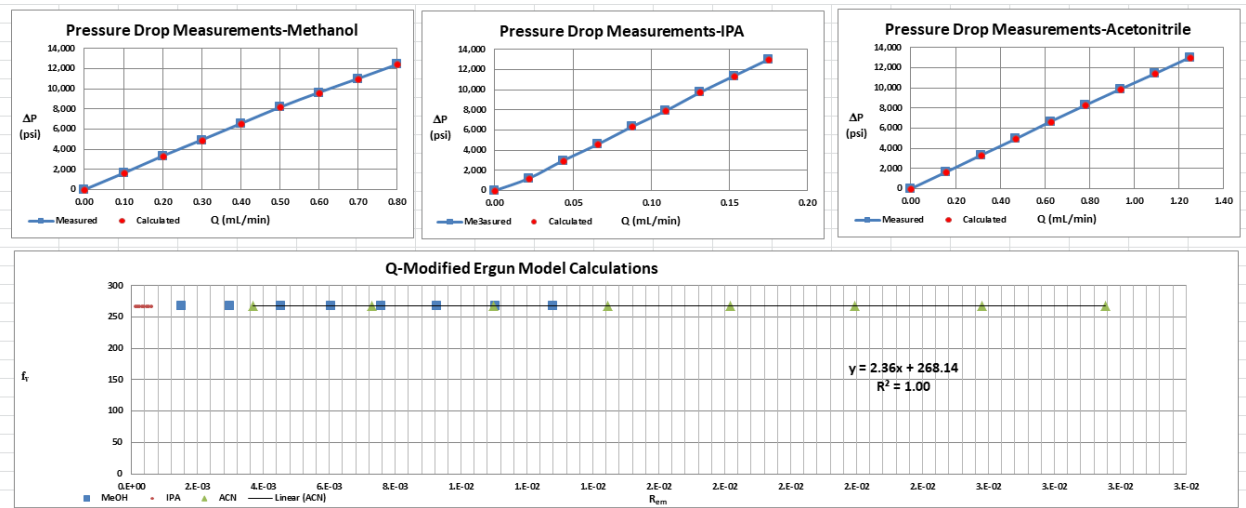 Pressure Drop Measurements-Methanol
14,000
12,000
10,000
8,000
6,000
4,000
2,000
0
ΔP
(psi)
0.00 0.10 0.20 0.30 0.40 0.50 0.60 0.70 0.80
Measured Calculated Q (mL/min)
Pressure Drop Measurements-IPA
14,000
12,000
10,000
8,000
6,000
4,000
2,000
0
ΔP
(psi)
0.00 0.05 0.10 0.15 0.20
Me3asured Calculated Q (mL/min)
Pressure Drop Measurements-Acetonitrile
14,000
12,000
10,000
8,000
6,000
4,000
2,000
0
ΔP
(psi)
0.00 0.20 0.40 0.60 0.80 1.00 1.20 1.40
Measured Calculated Q (mL/min)
Q-Modified Ergun Model Calculations
300
250
200
150
100
50
0
fτ
y = 2.36x + 268.14
R² = 1.00
0.E+00 2.E-03 4.E-03 6.E-03 8.E-03 1.E-02 1.E-02 1.E-02 2.E-02 2.E-02 2.E-02 2.E-02 2.E-02 3.E-02 3.E-02 3.E-02 3.E-02
MeOH IPA ACN Linear (ACN) Rem